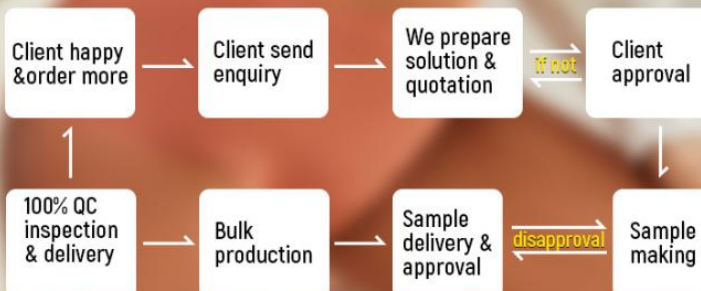 Client happy
&order more
Client send
enquiry
We prepare
solution &
quotation
if not
Client
approval
100% QC
inspection
& delivery
Bulk
production
Sample
delivery &
approval
disapproval
Sample
making